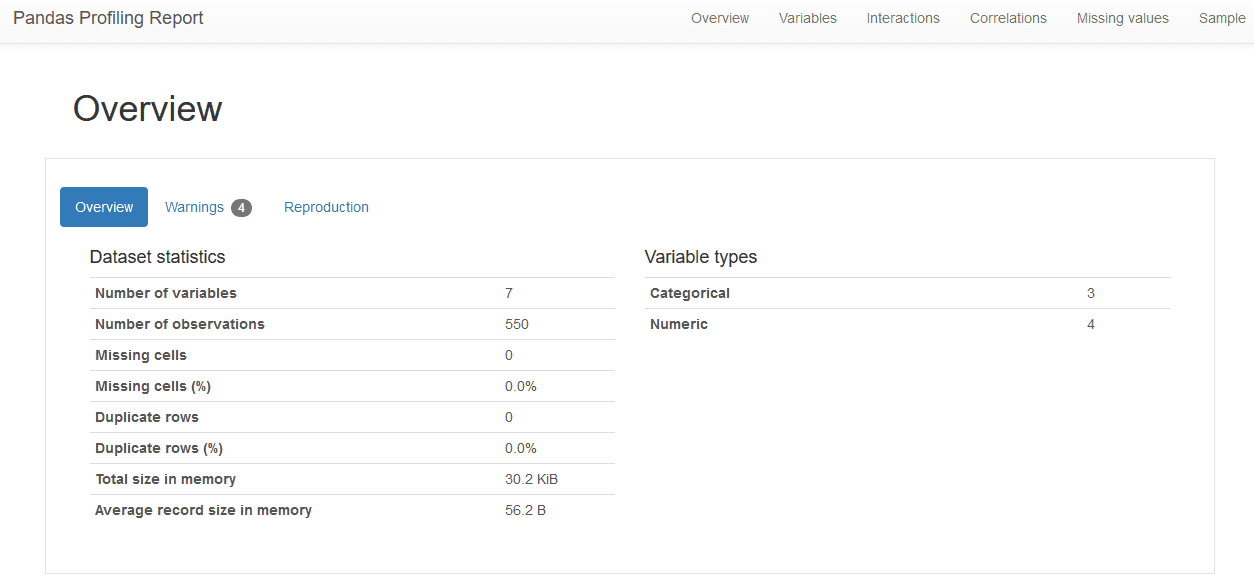 Pandas Profiling Report Overview Variables Interactions Correlations Missing values Sample
Overview
Overview Warnings 4 Reproduction
Dataset statistics
Number of variables 7
Number of observations 550
Missing cells 0
Missing cells (%) 0.0%
Duplicate rows 0
Duplicate rows (%) 0.0%
Total size in memory 30.2 KiB
Average record size in memory 56.2 B
Variable types
Categorical 3
Numeric 4